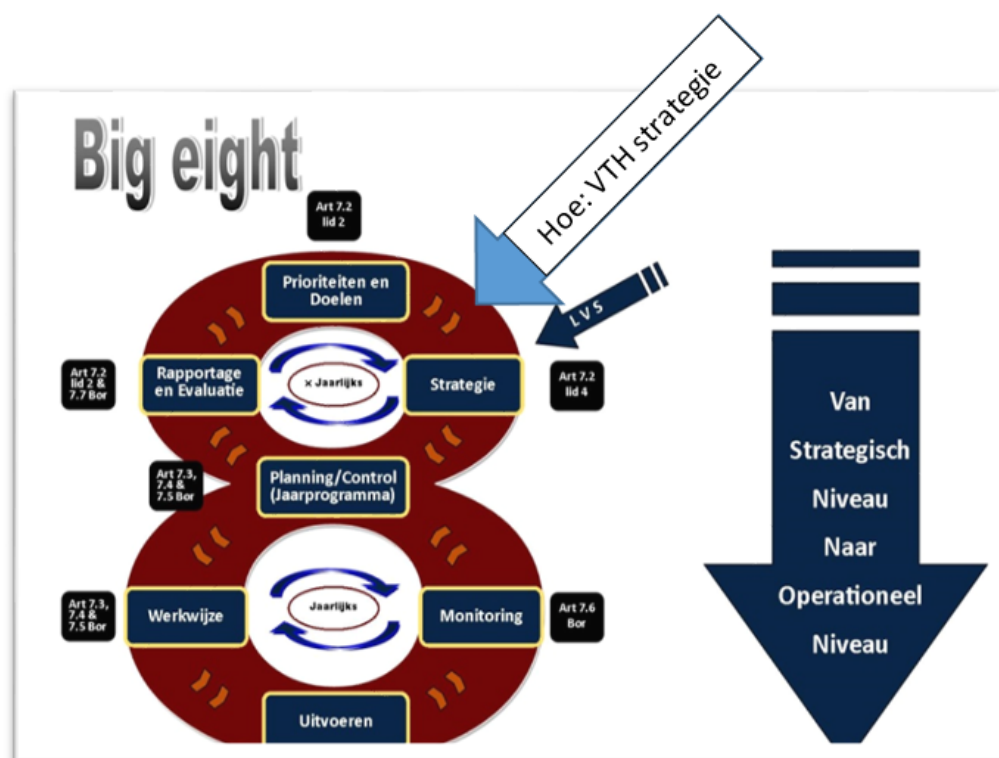 Big eight
Hoe: VTH strategie
Art 7.2
lid 2
Prioriteiten en
Doelen
LVS
Art 7.2
lid 2 &
7.7 Bor
Rapportage
en Evaluatie
x Jaarlijks
Strategie
Art 7.2
lid 4
Art 7.3,
7.4 &
7.5 Bor
Planning/Control
(Jaarprogramma)
Art 7.3,
7.4 &
7.5 Bor
Werkwijze
Jaarlijks
Monitoring
Art 7.6
Bor
Uitvoeren
Van
Strategisch
Niveau
Naar
Operationeel
Niveau